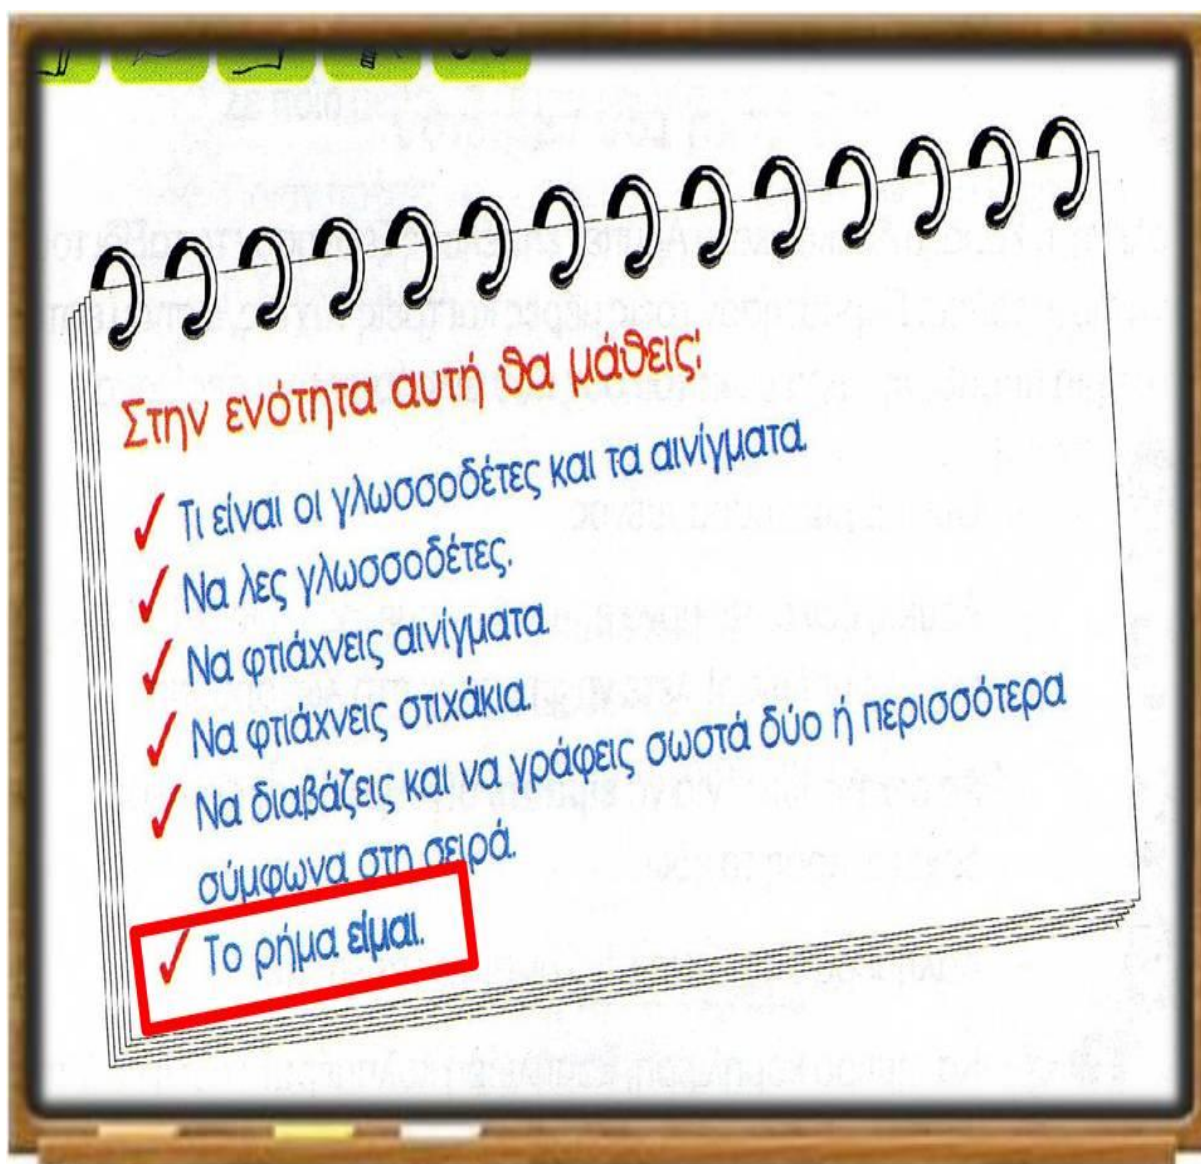 Στην ενότητα αυτή θα μάθεις:
✓ Τι είναι οι γλωσσοδέτες και τα αινίγματα.
✓ Να λες γλωσσοδέτες.
✓ Να φτιάχνεις αινίγματα.
✓ Να φτιάχνεις στιχάκια.
✓ Να διαβάζεις και να γράφεις σωστά δύο ή περισσότερα
σύμφωνα στη σειρά.
✓ Το ρήμα είμαι.